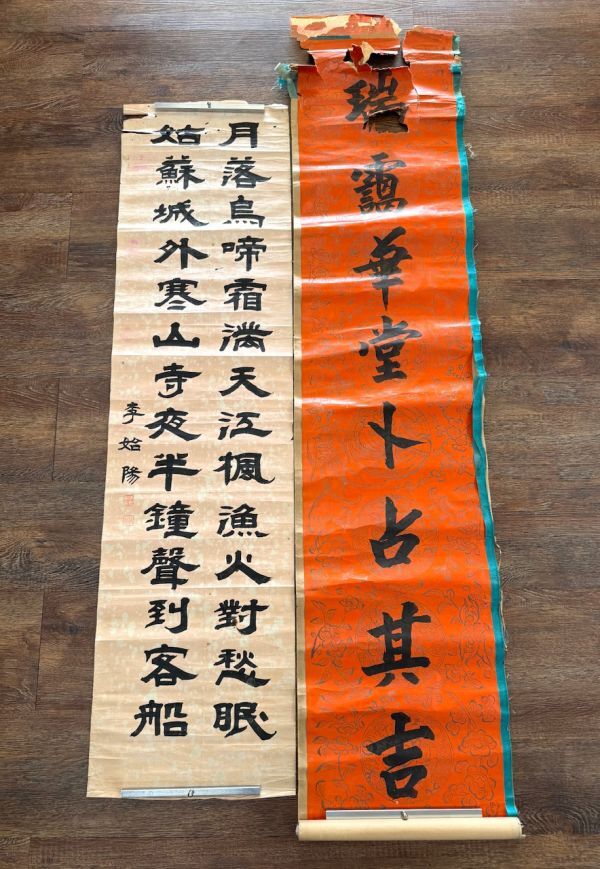 瑞靄華堂卜占其吉
月落烏啼霜滿天江楓漁火對愁眠
姑蘇城外寒山寺夜半鐘聲到客船
李始陽